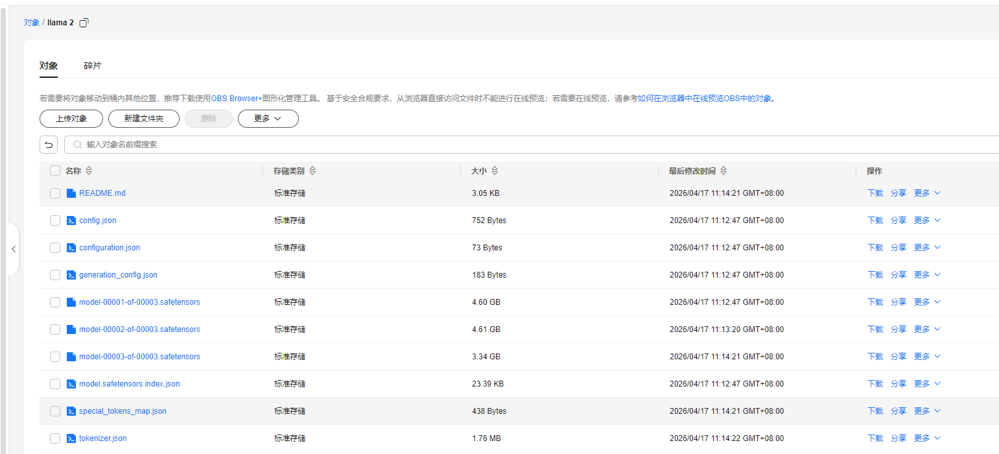 对象 / llama 2
对象 碎片
若需要将对象移动到桶内其他位置，推荐下载使用OBS Browser+图形化管理工具。 基于安全合规要求，从浏览器直接访问文件时不能进行在线预览；若需要在线预览，请参考如何在浏览器中在线预览OBS中的对象。
上传对象 新建文件夹 删除 更多
输入对象名前缀搜索
名称 存储类别 大小 最后修改时间 操作
README.md 标准存储 3.05 KB 2026/04/17 11:14:21 GMT+08:00 下载 分享 更多
config.json 标准存储 752 Bytes 2026/04/17 11:12:47 GMT+08:00 下载 分享 更多
configuration.json 标准存储 73 Bytes 2026/04/17 11:12:47 GMT+08:00 下载 分享 更多
generation_config.json 标准存储 183 Bytes 2026/04/17 11:12:47 GMT+08:00 下载 分享 更多
model-00001-of-00003.safetensors 标准存储 4.60 GB 2026/04/17 11:12:47 GMT+08:00 下载 分享 更多
model-00002-of-00003.safetensors 标准存储 4.61 GB 2026/04/17 11:13:20 GMT+08:00 下载 分享 更多
model-00003-of-00003.safetensors 标准存储 3.34 GB 2026/04/17 11:14:21 GMT+08:00 下载 分享 更多
model.safetensors.index.json 标准存储 23.39 KB 2026/04/17 11:12:47 GMT+08:00 下载 分享 更多
special_tokens_map.json 标准存储 438 Bytes 2026/04/17 11:14:21 GMT+08:00 下载 分享 更多
tokenizer.json 标准存储 1.76 MB 2026/04/17 11:14:22 GMT+08:00 下载 分享 更多